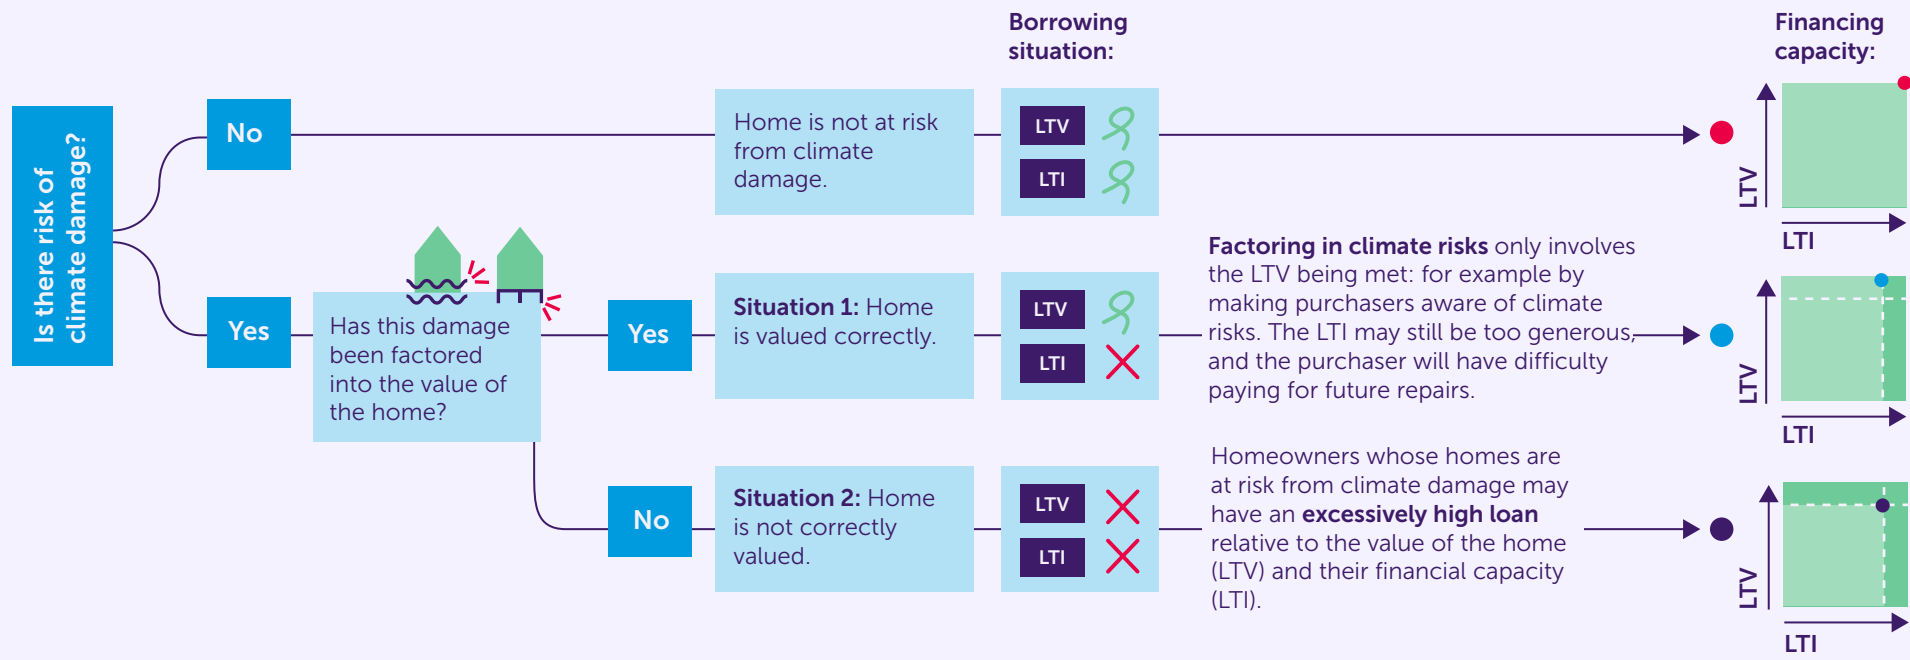 Borrowing
situation:
Financing
capacity:
Is there risk of
climate damage?
No
Home is not at risk
from climate
damage.
LTV
LTI
LTV
LTI
Yes
Has this damage
been factored
into the value of
the home?
Yes
Situation 1: Home
is valued correctly.
LTV
LTI
Factoring in climate risks only involves
the LTV being met: for example by
making purchasers aware of climate
risks. The LTI may still be too generous,
and the purchaser will have difficulty
paying for future repairs.
LTV
LTI
No
Situation 2: Home
is not correctly
valued.
LTV
LTI
Homeowners whose homes are
at risk from climate damage may
have an excessively high loan
relative to the value of the home
(LTV) and their financial capacity
(LTI).
LTV
LTI